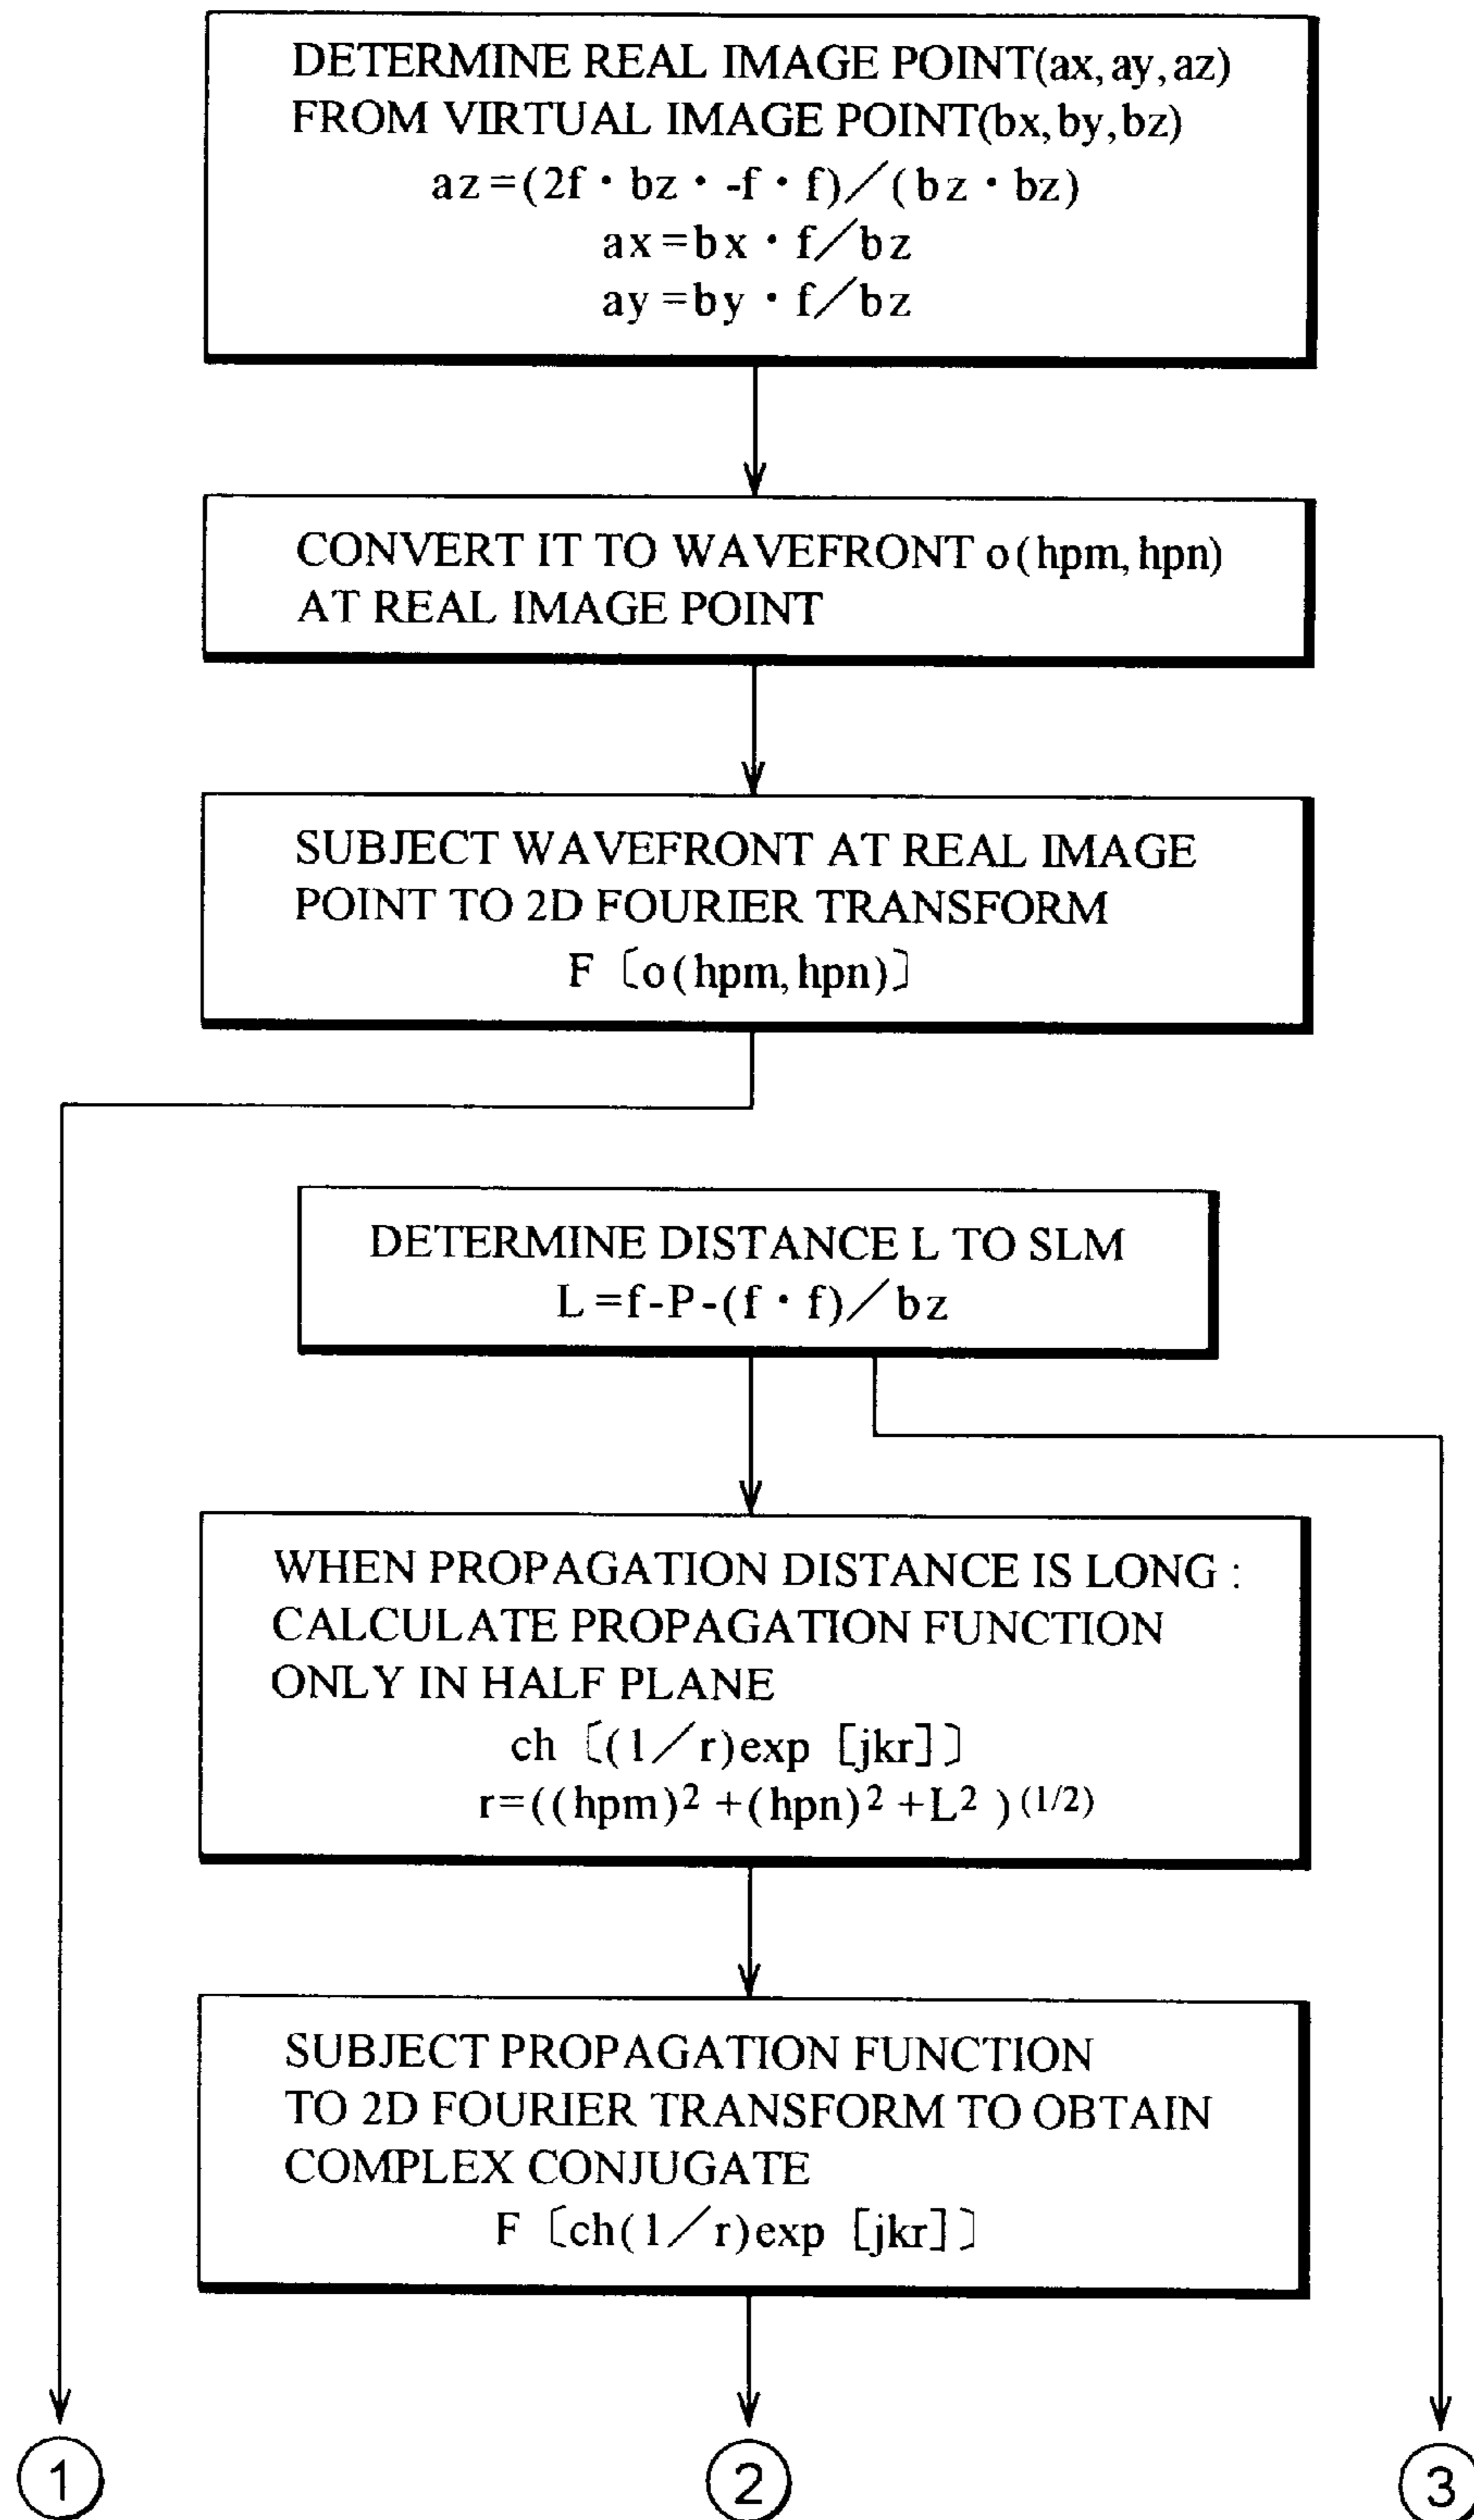 DETERMINE REAL IMAGE POINT(ax,ay,az)
FROM VIRTUAL IMAGE POINT(bx,by,bz)
az=(2f・bz・-f・f)／(bz・bz)
ax=bx・f／bz
ay=by・f／bz
CONVERT IT TO WAVEFRONT o(hpm,hpn)
AT REAL IMAGE POINT
SUBJECT WAVEFRONT AT REAL IMAGE
POINT TO 2D FOURIER TRANSFORM
F〔o(hpm,hpn)〕
DETERMINE DISTANCE L TO SLM
L=f-P-(f・f)／bz
WHEN PROPAGATION DISTANCE IS LONG :
CALCULATE PROPAGATION FUNCTION
ONLY IN HALF PLANE
ch〔(1／r)exp [jkr]〕
r=((hpm)² +(hpn)² +L² )^(1/2)
SUBJECT PROPAGATION FUNCTION
TO 2D FOURIER TRANSFORM TO OBTAIN
COMPLEX CONJUGATE
F〔ch(1／r)exp [jkr]〕
1 2 3